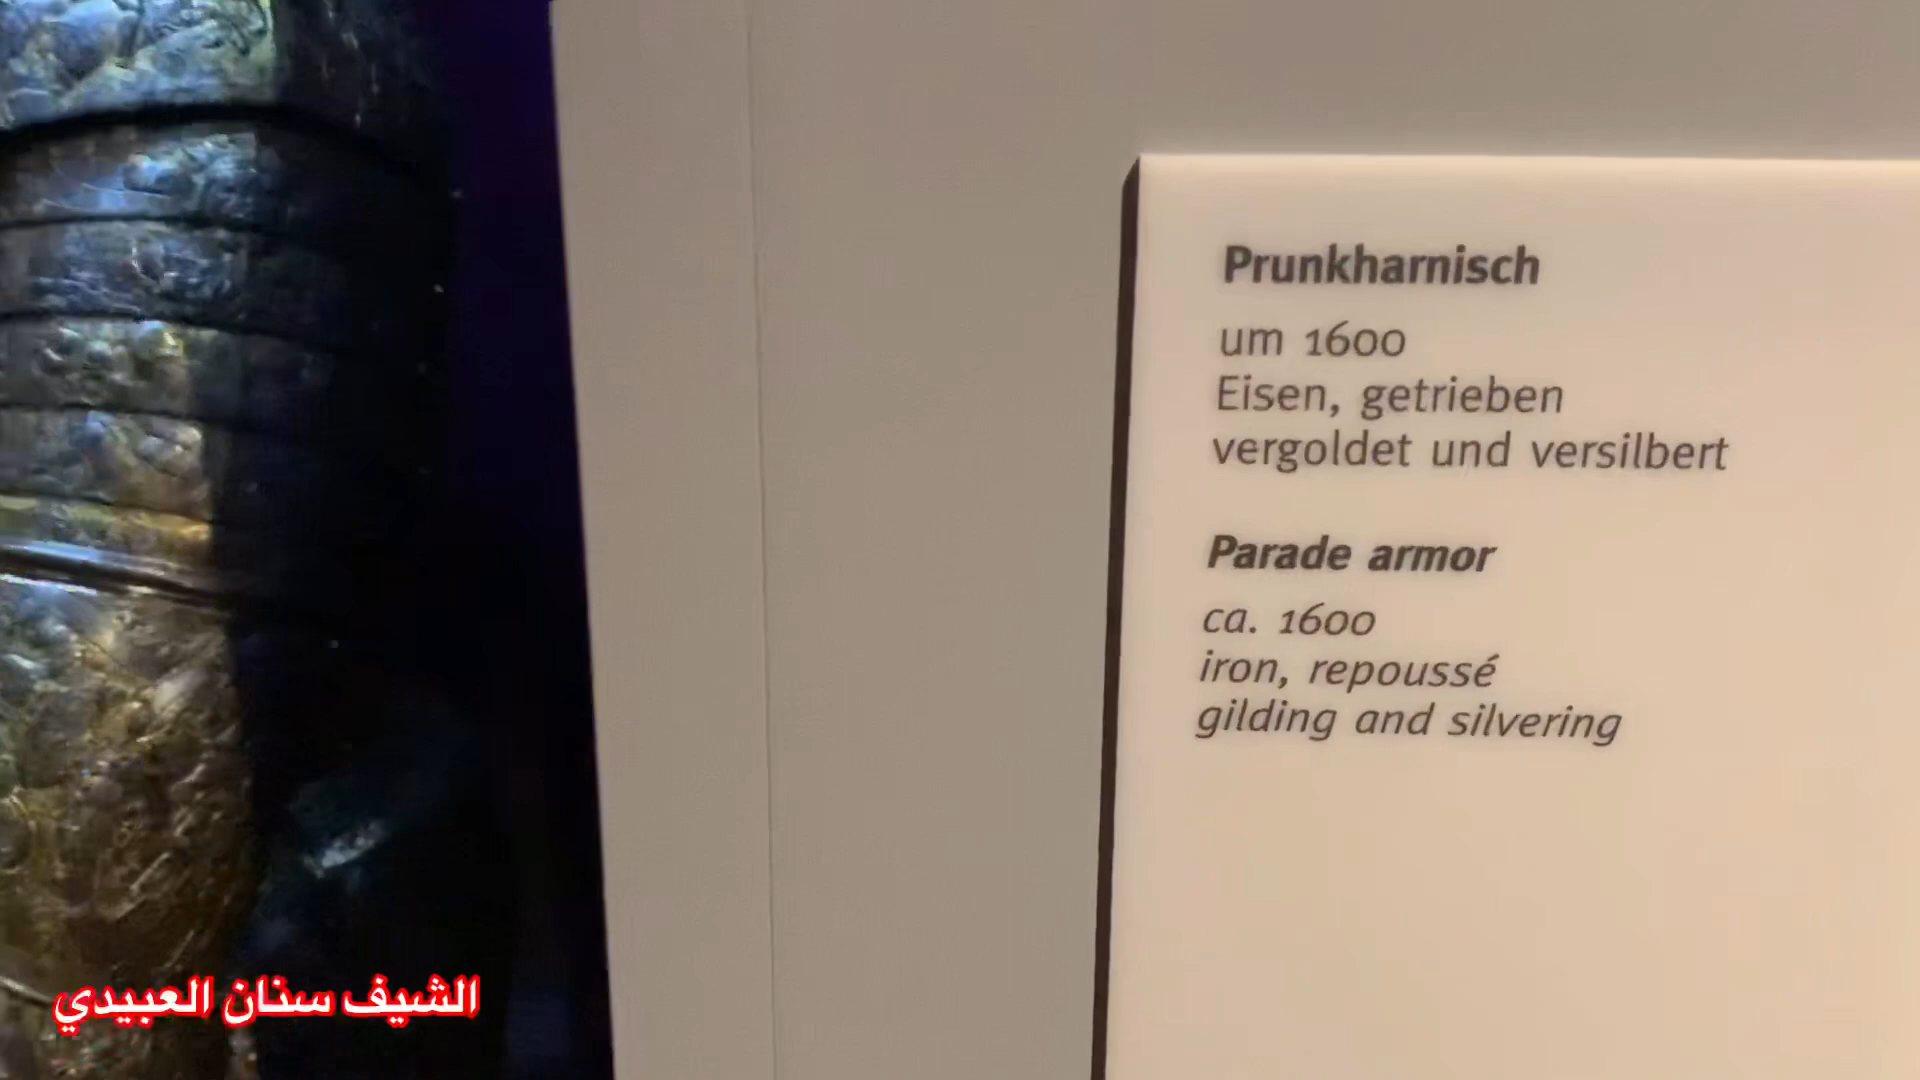 Prunkharnisch
um 1600
Eisen, getrieben
vergoldet und versilbert
Parade armor
ca. 1600
iron, repoussé
gilding and silvering
الشيف سنان العبيدي